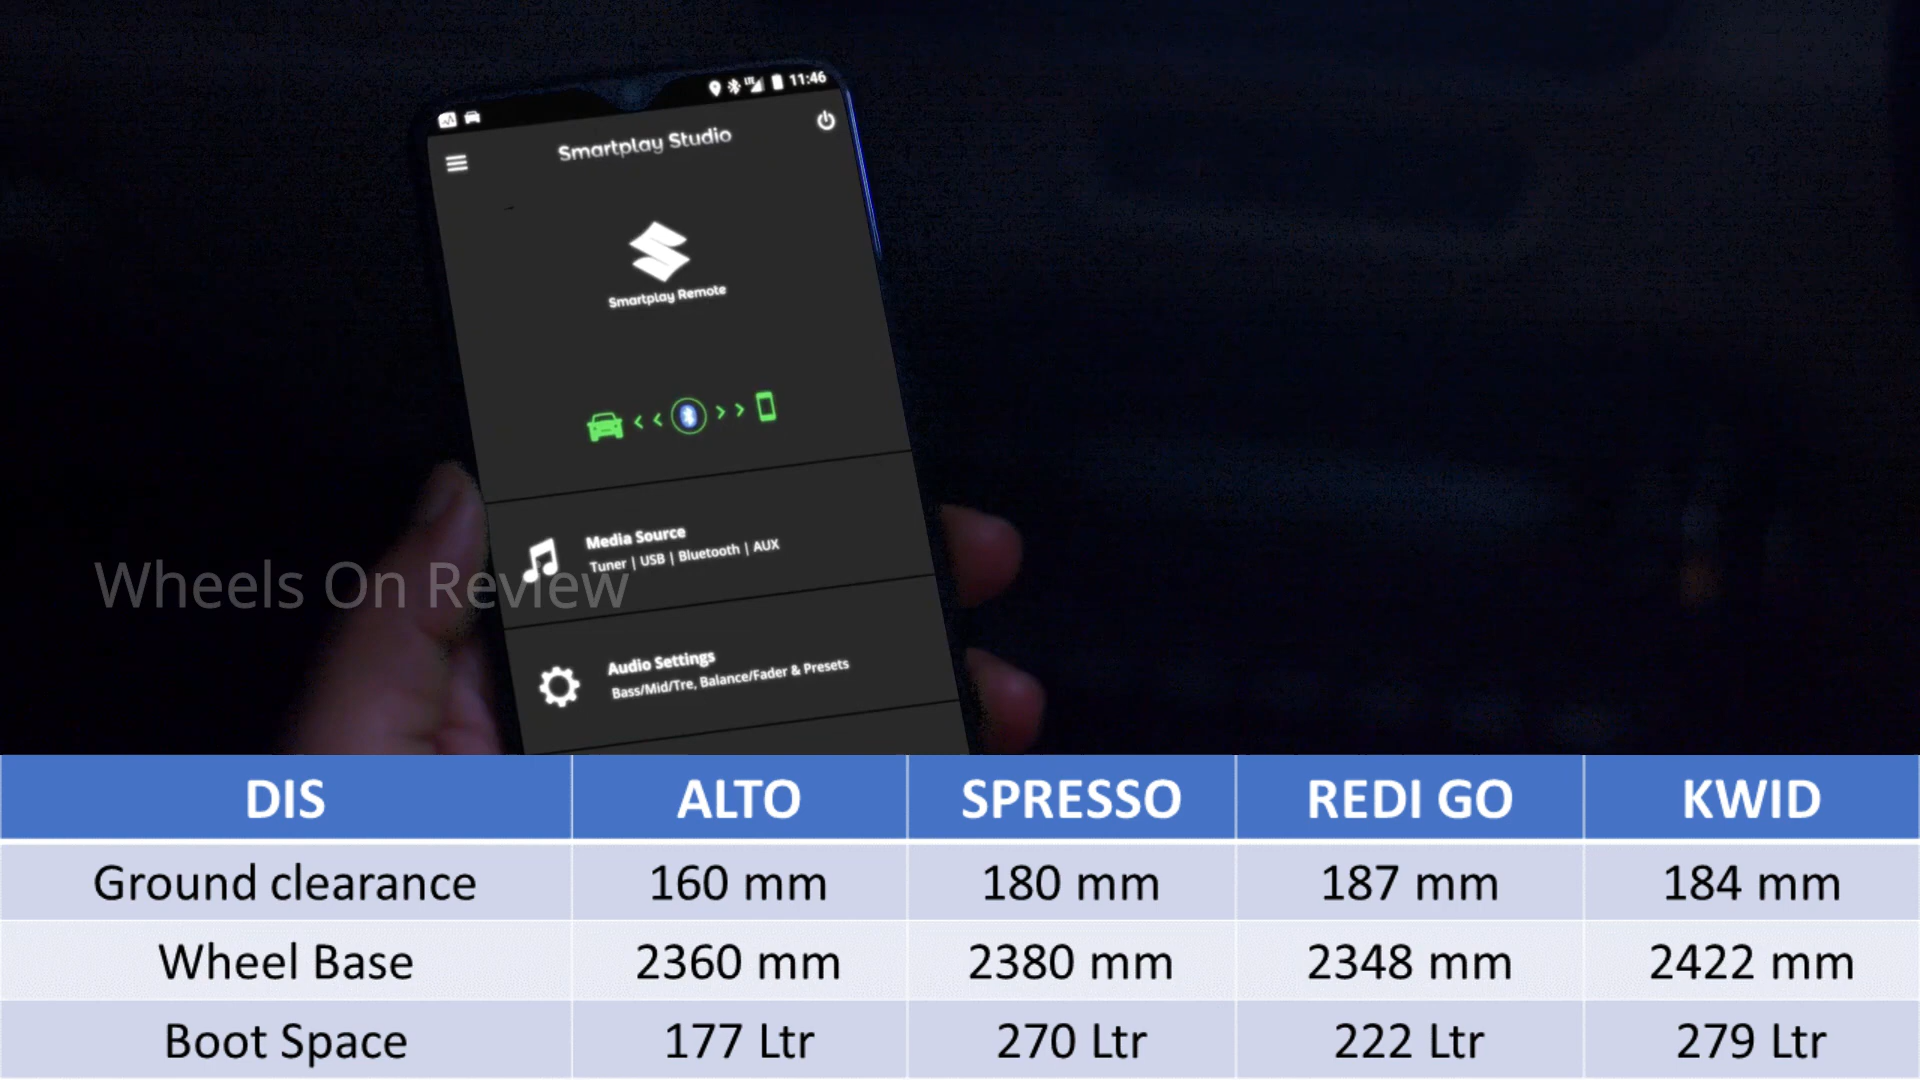 11:46
Smartplay Studio
Smartplay Remote
Media Source
Tuner | USB | Bluetooth | AUX
Wheels On Review
Audio Settings
Bass/Mid/Tre, Balance/Fader & Presets
DIS ALTO SPRESSO REDI GO KWID
Ground clearance 160 mm 180 mm 187 mm 184 mm
Wheel Base 2360 mm 2380 mm 2348 mm 2422 mm
Boot Space 177 Ltr 270 Ltr 222 Ltr 279 Ltr